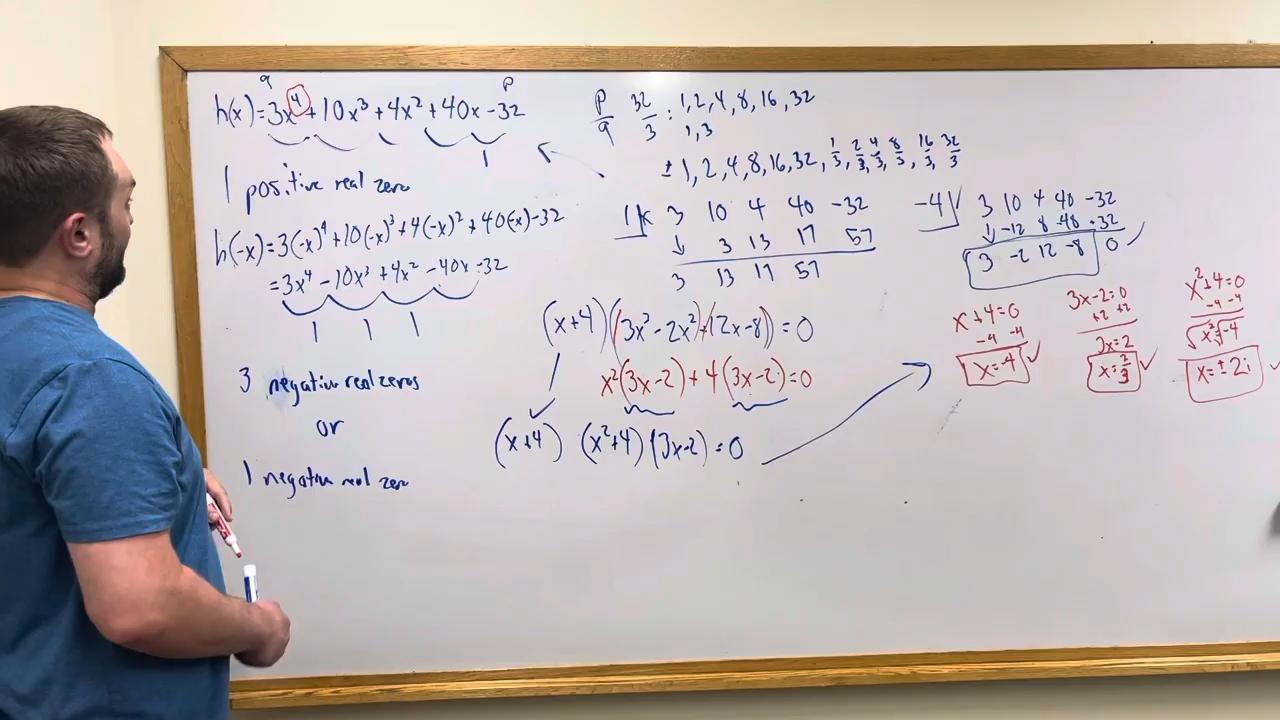 q p
h(x)=3x⁴+10x³+4x²+40x-32
1
1 positive real zero
h(-x)=3(-x)⁴+10(-x)³+4(-x)²+40(-x)-32
=3x⁴-10x³+4x²-40x-32
1 1 1
3 negative real zeros
or
1 negative real zero
p/q 32/3 : 1,2,4,8,16,32
1,3
± 1,2,4,8,16,32,1/3,2/3,4/3,8/3,16/3,32/3
1 3 10 4 40 -32
↓ 3 13 17 57
3 13 17 57
-4 3 10 4 40 -32
↓ -12 8 -48 +32
3 -2 12 -8 0 ✓
(x+4)(3x³-2x²+12x-8)=0
x²(3x-2)+4(3x-2)=0
(x+4) (x²+4)(3x-2)=0
x+4=0
-4 -4
x=-4 ✓
3x-2=0
+2 +2
3x=2
x=2/3 ✓
x²+4=0
-4 -4
√x²=√-4
x=±2i ✓